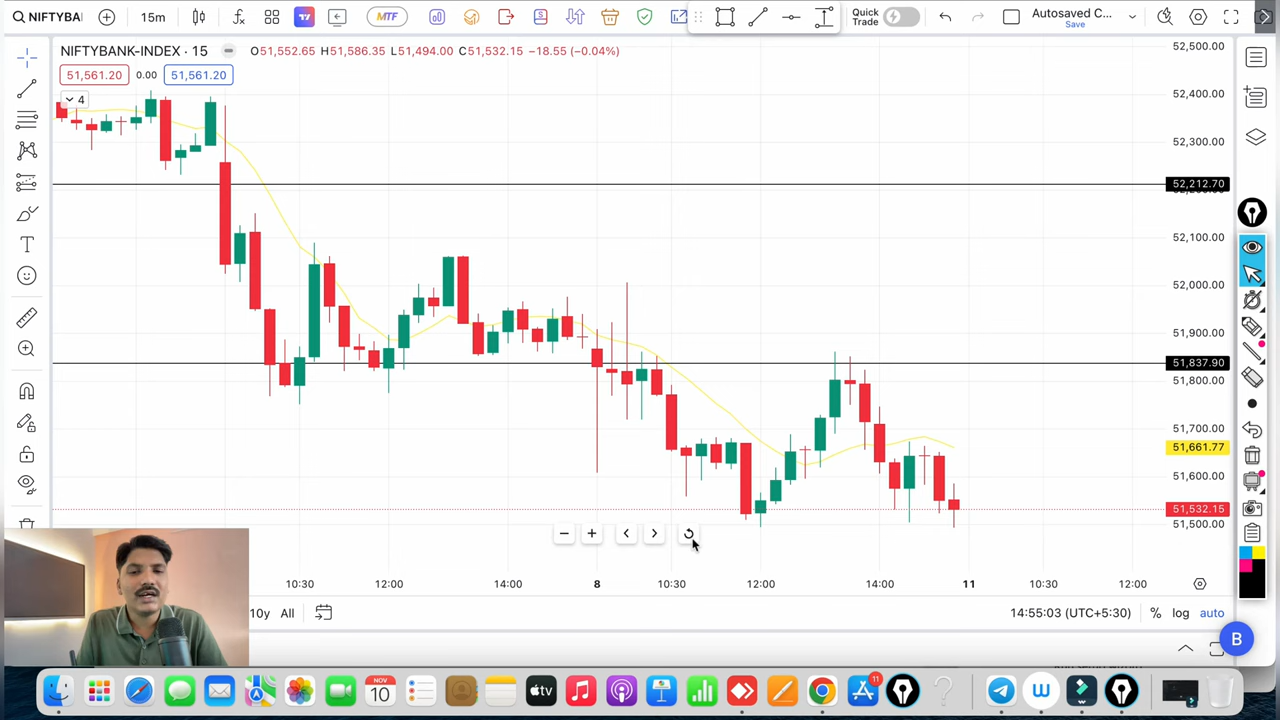 NIFTYBA
15m
MTF
Quick
Trade
Autosaved C...
Save
NIFTYBANK-INDEX · 15
O51,552.65 H51,586.35 L51,494.00 C51,532.15 −18.55 (−0.04%)
51,561.20 0.00 51,561.20
4
52,500.00
52,400.00
52,300.00
52,212.70
52,100.00
52,000.00
51,900.00
51,837.90
51,800.00
51,700.00
51,661.77
51,600.00
51,532.15
51,500.00
10:30 12:00 14:00 8 10:30 12:00 14:00 11 10:30 12:00
10y All
14:55:03 (UTC+5:30) % log auto
B
NOV
10
tv
11
W